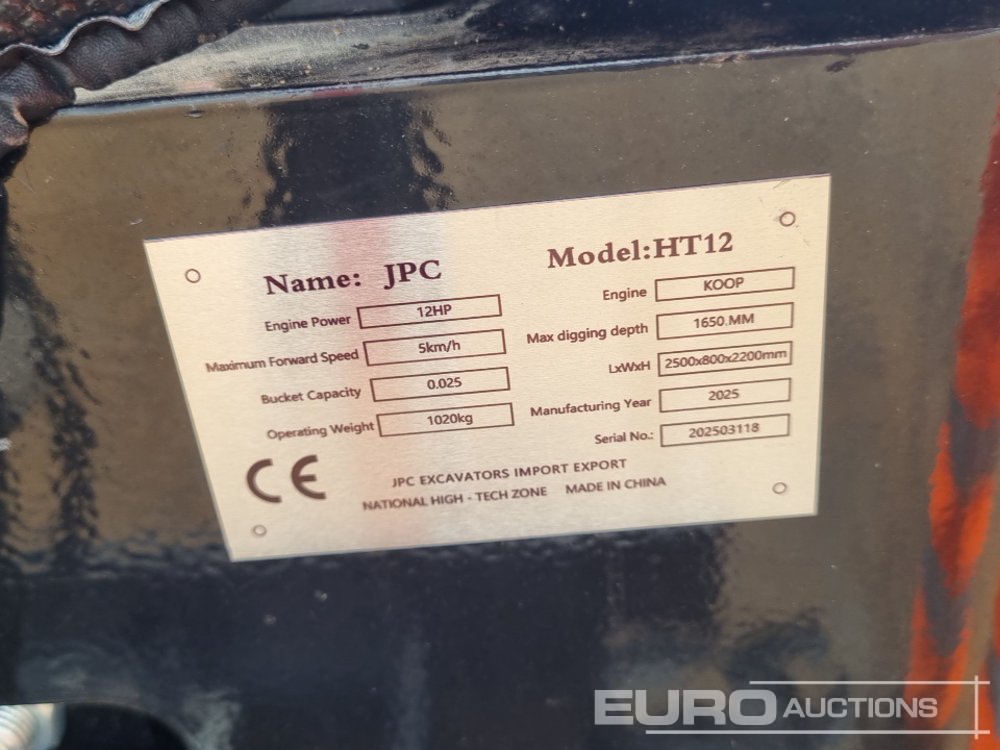 Name: JPC
Model:HT12
Engine Power 12HP
Engine KOOP
Maximum Forward Speed 5km/h
Max digging depth 1650.MM
Bucket Capacity 0.025
LxWxH 2500x800x2200mm
Operating Weight 1020kg
Manufacturing Year 2025
Serial No.: 202503118
CE
JPC EXCAVATORS IMPORT EXPORT
NATIONAL HIGH - TECH ZONE MADE IN CHINA
EURO AUCTIONS